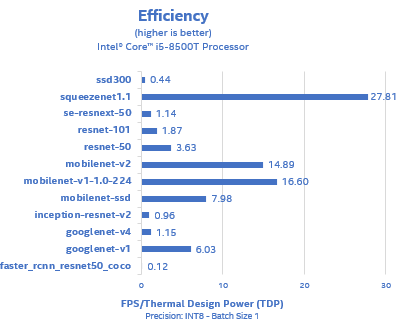 Efficiency
(higher is better)
Intel® Core™ i5-8500T Processor
ssd300 0.44
squeezenet1.1 27.81
se-resnext-50 1.14
resnet-101 1.87
resnet-50 3.63
mobilenet-v2 14.89
mobilenet-v1-1.0-224 16.60
mobilenet-ssd 7.98
inception-resnet-v2 0.96
googlenet-v4 1.15
googlenet-v1 6.03
faster_rcnn_resnet50_coco 0.12
0 10 20 30
FPS/Thermal Design Power (TDP)
Precision: INT8 - Batch Size 1